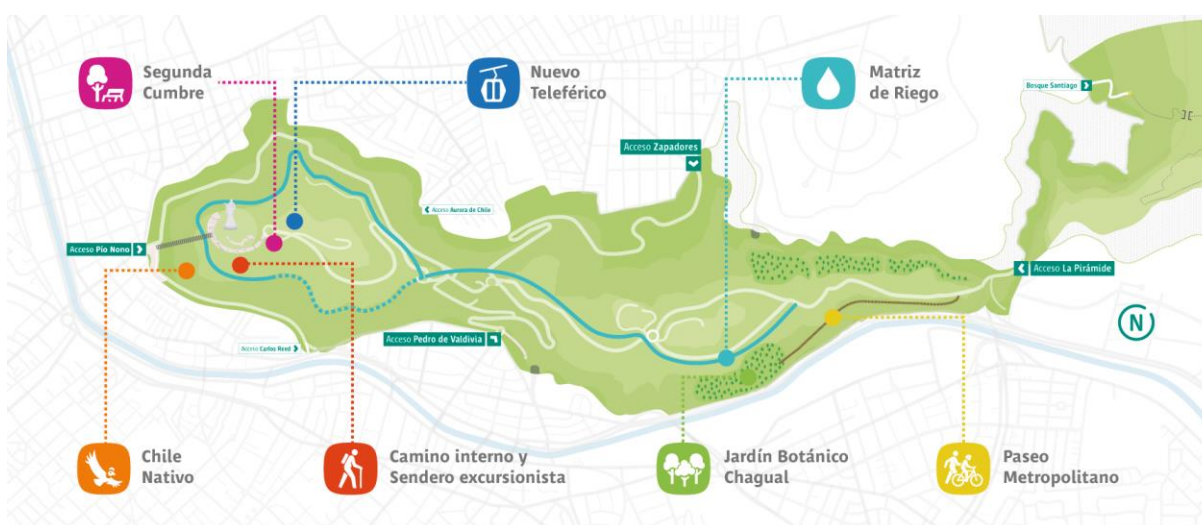 Segunda
Cumbre
Nuevo
Teleférico
Matriz
de Riego
Bosque Santiago
Acceso Zapadores
Acceso Aurora de Chile
Acceso Pío Nono
Acceso La Pirámide
N
Acceso Carlos Reed
Acceso Pedro de Valdivia
Chile
Nativo
Camino interno y
Sendero excursionista
Jardín Botánico
Chagual
Paseo
Metropolitano